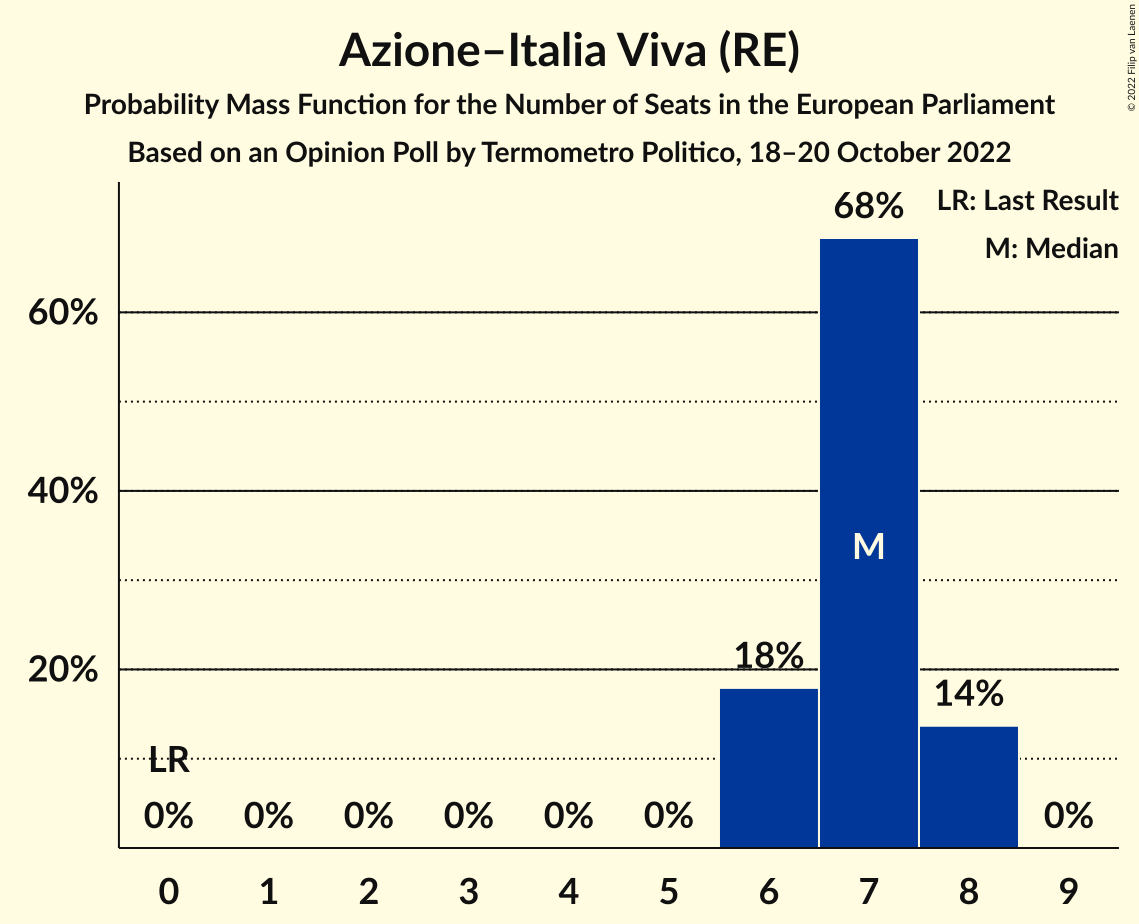 Azione–Italia Viva (RE)
Probability Mass Function for the Number of Seats in the European Parliament
Based on an Opinion Poll by Termometro Politico, 18–20 October 2022
© 2022 Filip van Laenen
LR: Last Result
M: Median
68%
60%
40%
M
20%
18%
14%
LR
0% 0% 0% 0% 0% 0% 0%
0 1 2 3 4 5 6 7 8 9